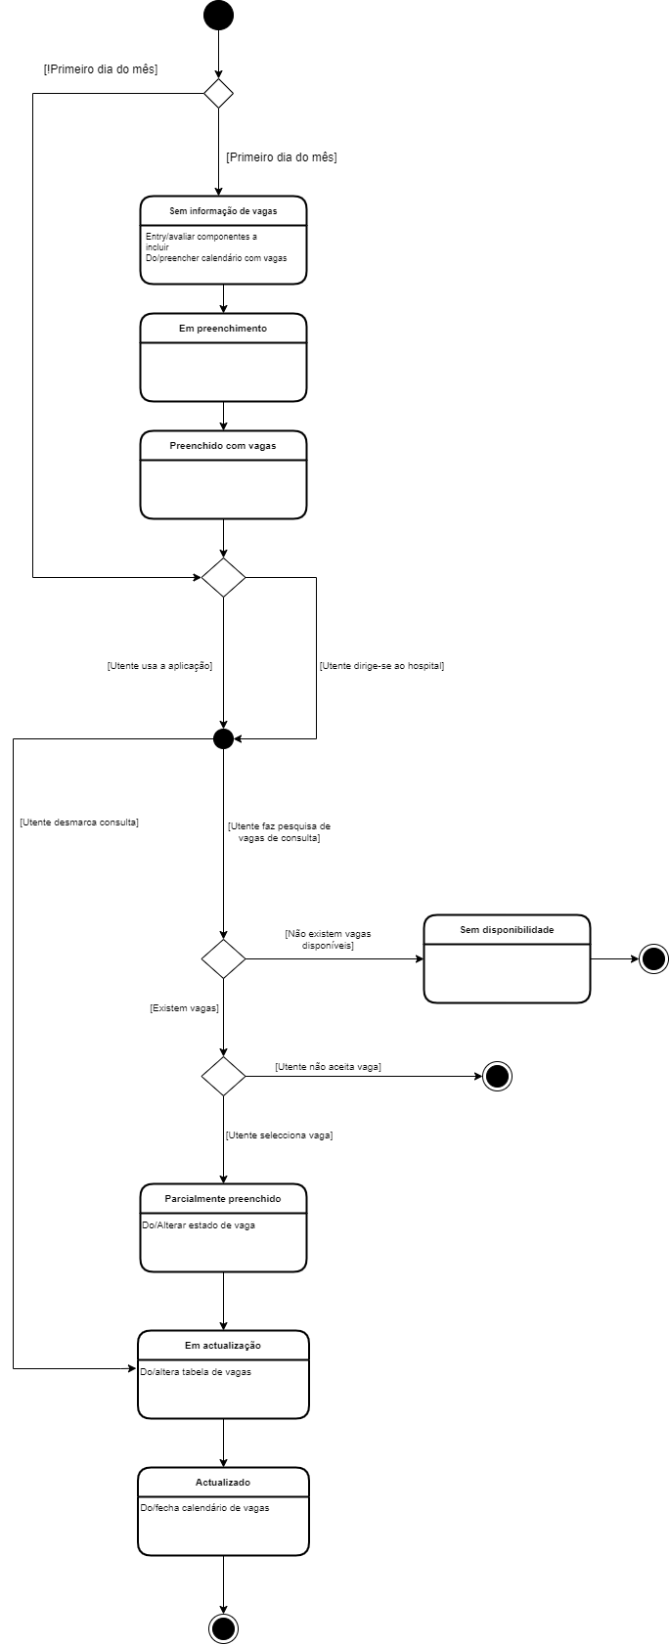 [!Primeiro dia do mês]
[Primeiro dia do mês]
Sem informação de vagas
Entry/avaliar componentes a
incluir
Do/preencher calendário com vagas
Em preenchimento
Preenchido com vagas
[Utente usa a aplicação]
[Utente dirige-se ao hospital]
[Utente desmarca consulta]
[Utente faz pesquisa de
vagas de consulta]
[Não existem vagas
disponíveis]
Sem disponibilidade
[Existem vagas]
[Utente não aceita vaga]
[Utente selecciona vaga]
Parcialmente preenchido
Do/Alterar estado de vaga
Em actualização
Do/altera tabela de vagas
Actualizado
Do/fecha calendário de vagas